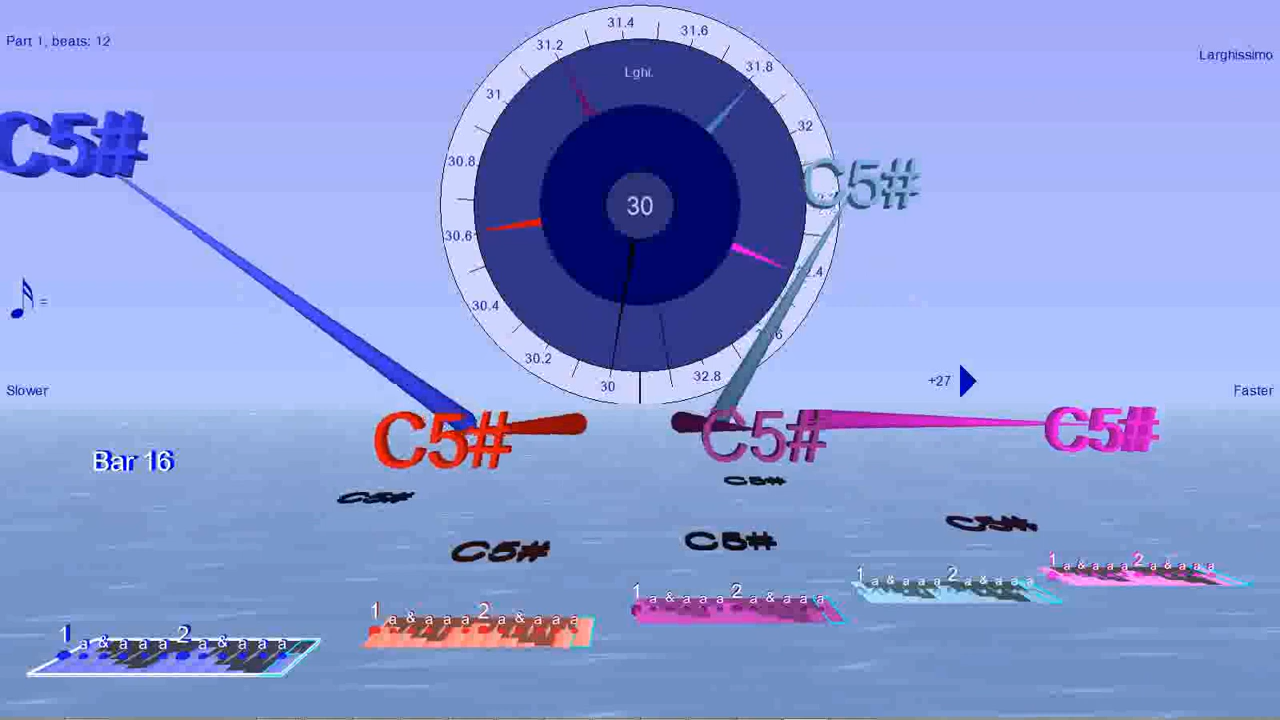 Part 1, beats: 12
Larghissimo
31.4
31.2
31.6
31
31.8
Lghl.
32
30.8
30.6
30.4
30.2
30
32.8
30
C5#
C5#
=
Slower
+27
Faster
C5#
C5#
C5#
Bar 16
C5#
C5#
C5#
C5#
C5#
1 a & a a a 2 a & a a a
1 a & a a a 2 a & a a a
1 a & a a a 2 a & a a a
1 a & a a a 2 a & a a a
1 a & a a a 2 a & a a a